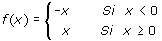 f(x) = { -x Si x < 0
x Si x ≥ 0